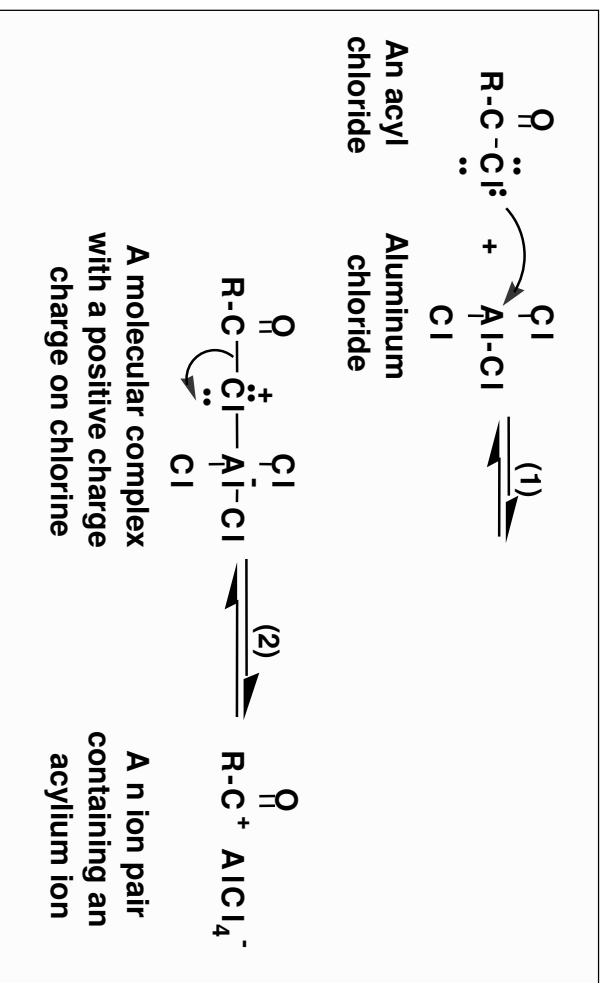 O
Cl
R-C-Cl + Al-Cl
Cl
(1)
An acyl
chloride
Aluminum
chloride
O
+
Cl
-
R-C—Cl—Al-Cl
Cl
(2)
O
R-C+ AlCl4-
A molecular complex
with a positive charge
charge on chlorine
A n ion pair
containing an
acylium ion